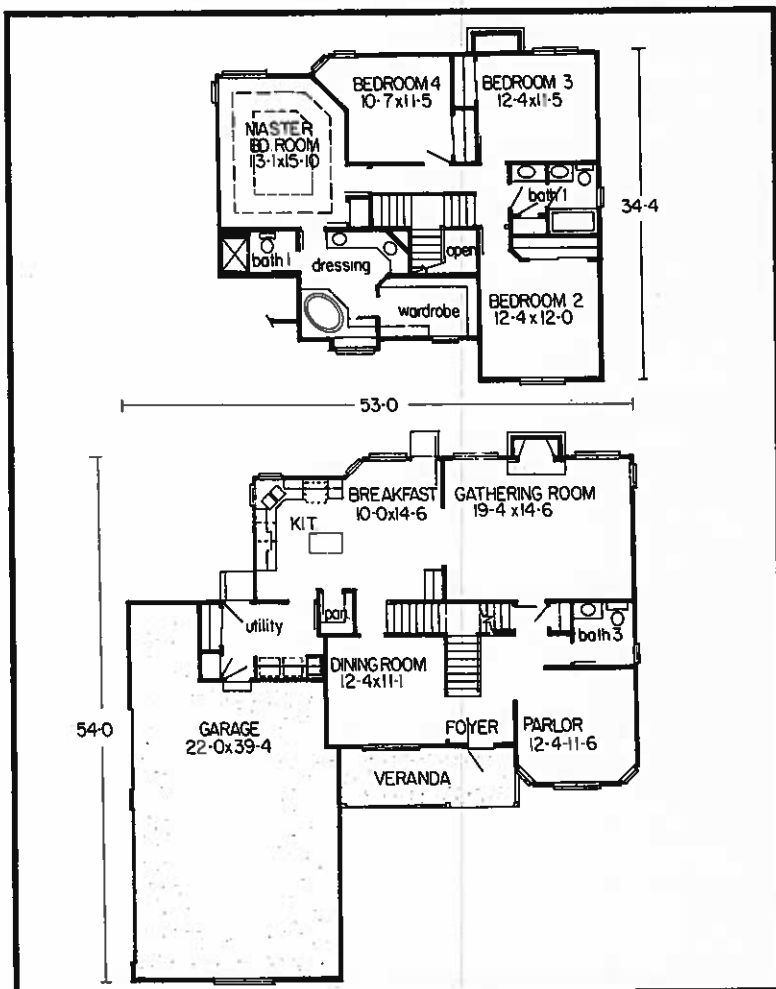 BEDROOM 4
10-7x11-5
BEDROOM 3
12-4x11-5
MASTER
BD. ROOM
13-1x15-10
bath 1
34-4
open
bath 1
dressing
BEDROOM 2
12-4 x 12-0
wardrobe
53-0
BREAKFAST
10-0x14-6
GATHERING ROOM
19-4 x14-6
KIT.
pan.
utility
bath 3
DINING ROOM
12-4x11-1
54-0
GARAGE
22-0x39-4
FOYER
PARLOR
12-4-11-6
VERANDA